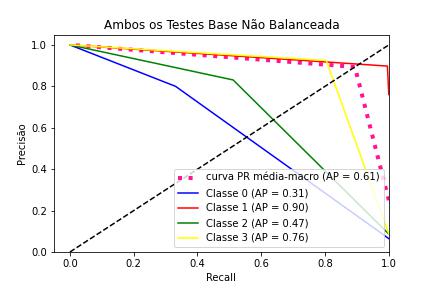 Ambos os Testes Base Não Balanceada
Precisão
1.0
0.8
0.6
0.4
0.2
0.0
curva PR média-macro (AP = 0.61)
Classe 0 (AP = 0.31)
Classe 1 (AP = 0.90)
Classe 2 (AP = 0.47)
Classe 3 (AP = 0.76)
0.0 0.2 0.4 0.6 0.8 1.0
Recall